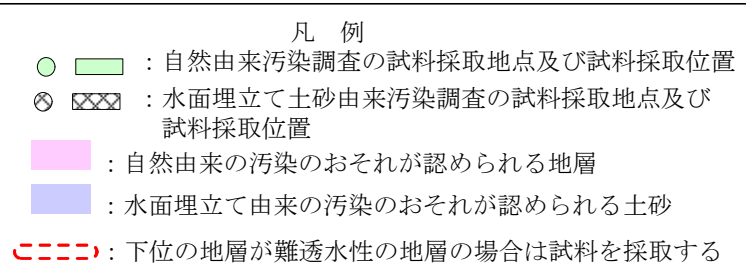 凡 例
：自然由来汚染調査の試料採取地点及び試料採取位置
：水面埋立て土砂由来汚染調査の試料採取地点及び
試料採取位置
：自然由来の汚染のおそれが認められる地層
：水面埋立て由来の汚染のおそれが認められる土砂
：下位の地層が難透水性の地層の場合は試料を採取する